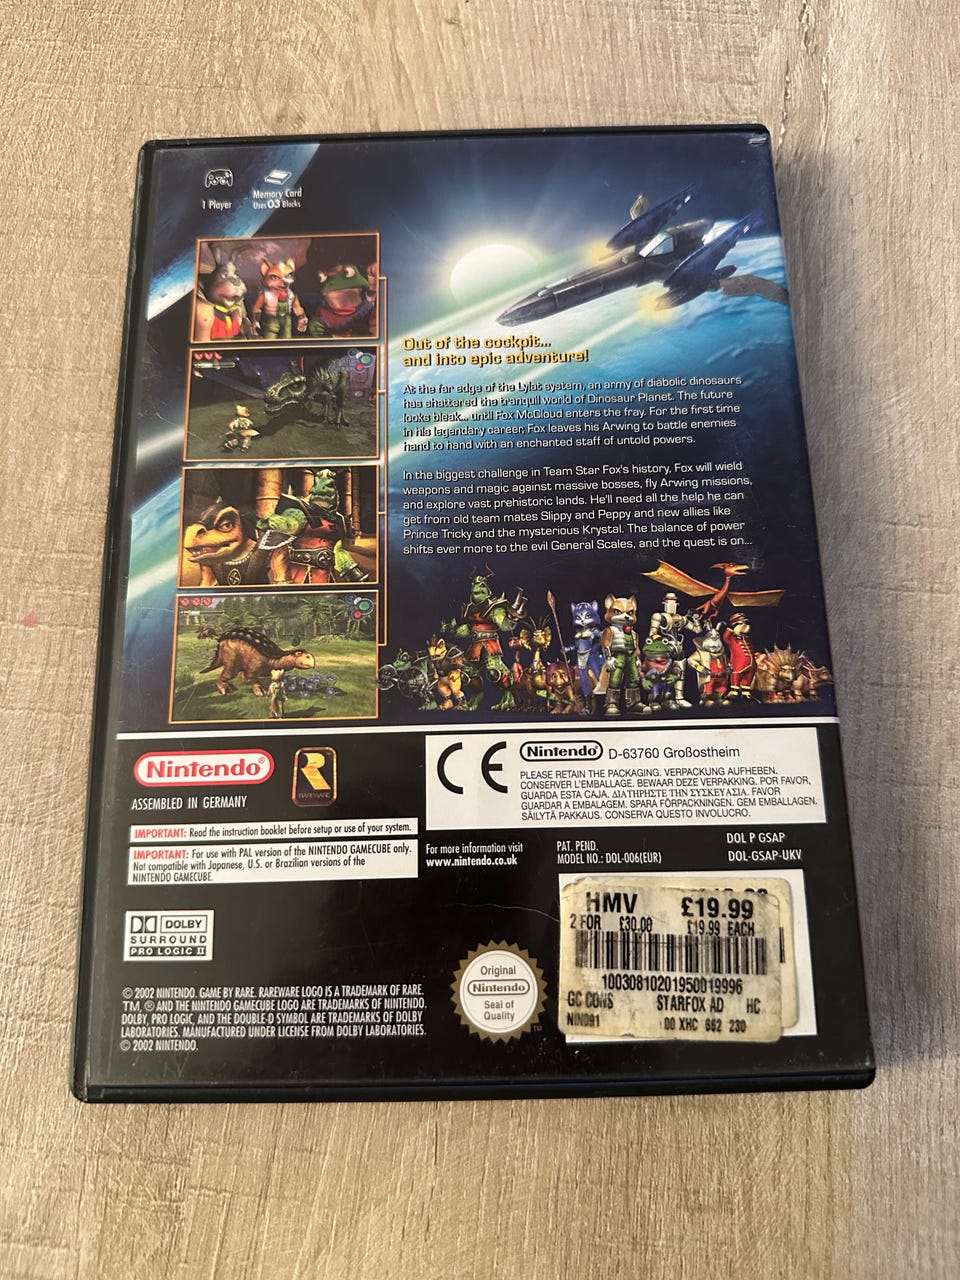 1 Player
Memory Card
Uses 03 Blocks
Out of the cockpit...
and into epic adventure!
At the far edge of the Lylat system, an army of diabolic dinosaurs
has shattered the tranquil world of Dinosaur Planet. The future
looks bleak... until Fox McCloud enters the fray. For the first time
in his legendary career, Fox leaves his Arwing to battle enemies
hand to hand with an enchanted staff of untold powers.
In the biggest challenge in Team Star Fox's history, Fox will wield
weapons and magic against massive bosses, fly Arwing missions,
and explore vast prehistoric lands. He'll need all the help he can
get from old team mates Slippy and Peppy and new allies like
Prince Tricky and the mysterious Krystal. The balance of power
shifts ever more to the evil General Scales, and the quest is on...
Nintendo®
R
RAREWARE
ASSEMBLED IN GERMANY
CE
Nintendo® D-63760 Großostheim
PLEASE RETAIN THE PACKAGING. VERPACKUNG AUFHEBEN.
CONSERVER L'EMBALLAGE. BEWAAR DEZE VERPAKKING. POR FAVOR,
GUARDA ESTA CAJA. ΔΙΑΤΗΡΗΣΤΕ ΤΗΝ ΣΥΣΚΕΥΑΣΙΑ. FAVOR
GUARDAR A EMBALAGEM. SPARA FÖRPACKNINGEN. GEM EMBALLAGEN.
SÄILYTÄ PAKKAUS. CONSERVA QUESTO INVOLUCRO.
IMPORTANT: Read the instruction booklet before setup or use of your system.
IMPORTANT: For use with PAL version of the NINTENDO GAMECUBE only.
Not compatible with Japanese, U.S. or Brazilian versions of the
NINTENDO GAMECUBE.
For more information visit
www.nintendo.co.uk
PAT. PEND.
MODEL NO.: DOL-006(EUR)
DOL P GSAP
DOL-GSAP-UKV
DOLBY
SURROUND
PRO LOGIC II
Original
Nintendo
Seal of
Quality
TM
HMV £19.99
2 FOR £30.00 £19.99 EACH
1003081020195001 9996
GC CONS STARFOX AD HC
NIN091 00 XHC 682 230
© 2002 NINTENDO. GAME BY RARE. RAREWARE LOGO IS A TRADEMARK OF RARE.
TM, ® AND THE NINTENDO GAMECUBE LOGO ARE TRADEMARKS OF NINTENDO.
DOLBY, PRO LOGIC, AND THE DOUBLE-D SYMBOL ARE TRADEMARKS OF DOLBY
LABORATORIES. MANUFACTURED UNDER LICENSE FROM DOLBY LABORATORIES.
© 2002 NINTENDO.